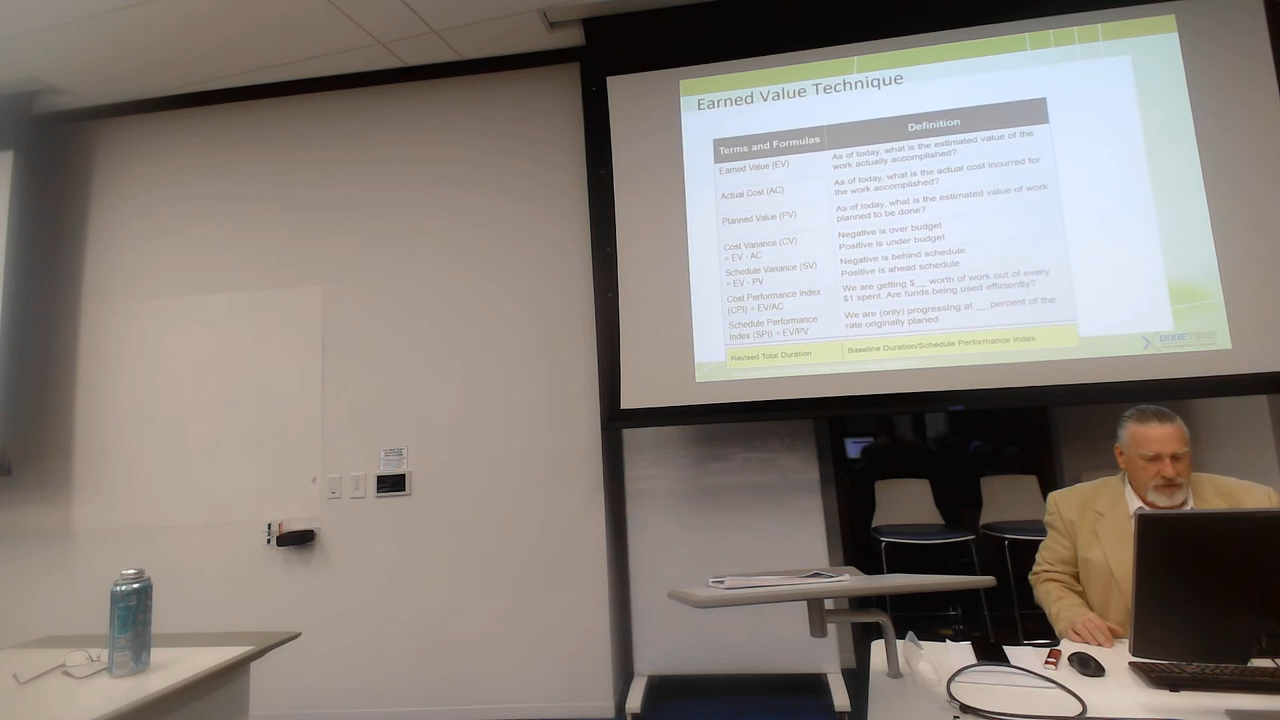 Earned Value Technique
Terms and Formulas
Definition
Earned Value (EV)
As of today, what is the estimated value of the
work actually accomplished?
Actual Cost (AC)
As of today, what is the actual cost incurred for
the work accomplished?
Planned Value (PV)
As of today, what is the estimated value of work
planned to be done?
Cost Variance (CV)
= EV - AC
Negative is over budget
Positive is under budget
Schedule Variance (SV)
= EV - PV
Negative is behind schedule
Positive is ahead schedule
Cost Performance Index
(CPI) = EV/AC
We are getting $__ worth of work out of every
$1 spent. Are funds being used efficiently?
Schedule Performance
Index (SPI) = EV/PV
We are (only) progressing at __ percent of the
rate originally planed
Revised Total Duration
Baseline Duration/Schedule Performance Index
DIXIE